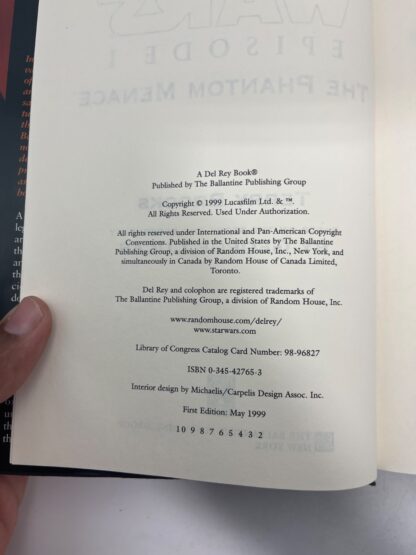 A Del Rey Book®
Published by The Ballantine Publishing Group
Copyright © 1999 Lucasfilm Ltd. & ™.
All Rights Reserved. Used Under Authorization.
All rights reserved under International and Pan-American Copyright
Conventions. Published in the United States by The Ballantine
Publishing Group, a division of Random House, Inc., New York, and
simultaneously in Canada by Random House of Canada Limited,
Toronto.
Del Rey and colophon are registered trademarks of
The Ballantine Publishing Group, a division of Random House, Inc.
www.randomhouse.com/delrey/
www.starwars.com
Library of Congress Catalog Card Number: 98-96827
ISBN 0-345-42765-3
Interior design by Michaelis/Carpelis Design Assoc. Inc.
First Edition: May 1999
10 9 8 7 6 5 4 3 2
WARS
EPISODE I
THE PHANTOM MENACE